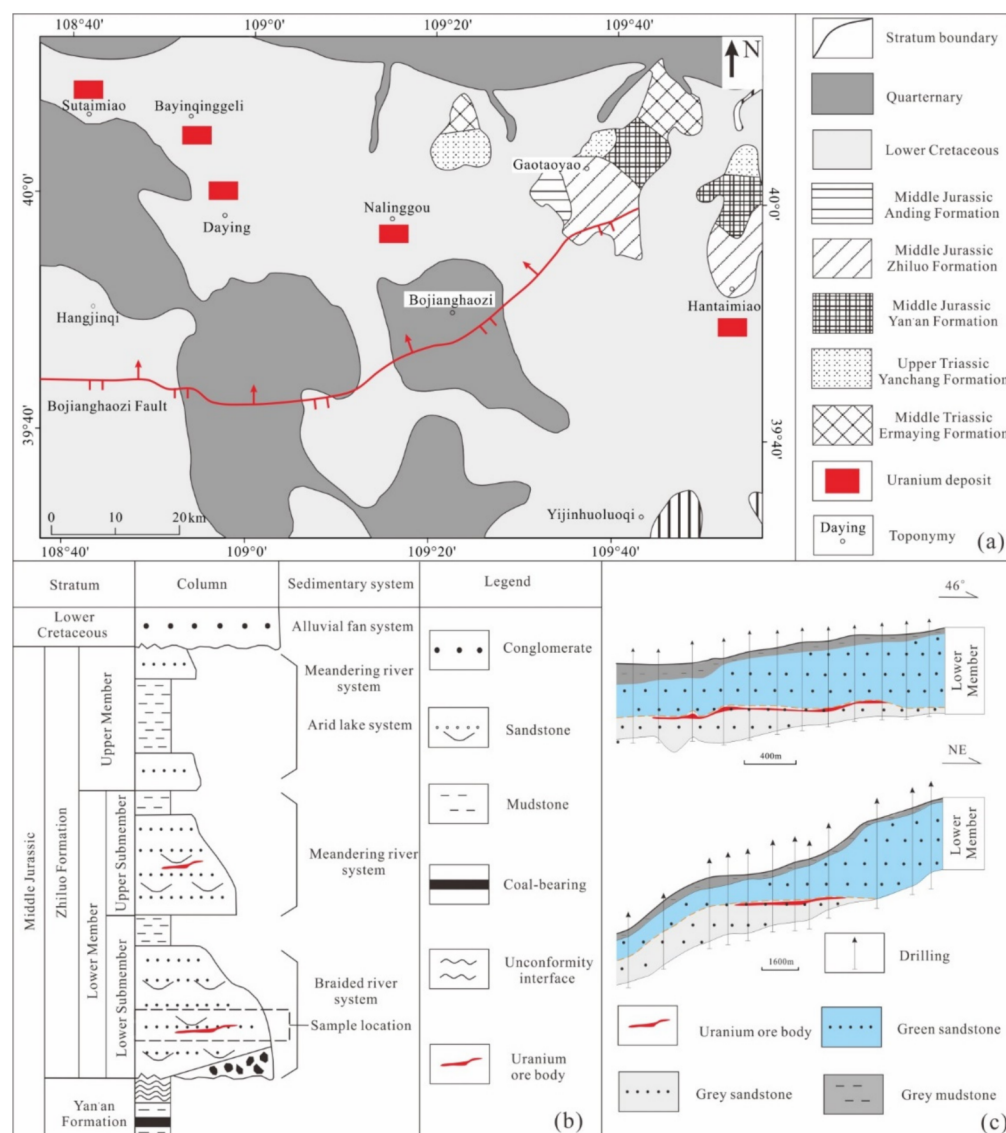 108°40'
109°0'
109°20'
109°40'
N
Sutaimiao
Bayinqinggeli
Gaotaoyao
40°0'
40°0'
Daying
Nalinggou
Hangjinqi
Bojianghaozi
Hantaimiao
Bojianghaozi Fault
39°40'
39°40'
Yijinhuoluoqi
0 10 20 km
108°40'
109°0'
109°20'
109°40'
Stratum boundary
Quarternary
Lower Cretaceous
Middle Jurassic
Anding Formation
Middle Jurassic
Zhiluo Formation
Middle Jurassic
Yan'an Formation
Upper Triassic
Yanchang Formation
Middle Triassic
Ermaying Formation
Uranium deposit
Daying
Toponymy
(a)
Stratum
Column
Sedimentary system
Legend
Lower
Cretaceous
Alluvial fan system
Middle Jurassic
Zhiluo Formation
Upper Member
Meandering river
system
Arid lake system
Lower Member
Upper Submember
Meandering river
system
Lower Submember
Braided river
system
Sample location
Yan'an
Formation
Conglomerate
Sandstone
Mudstone
Coal-bearing
Unconformity
interface
Uranium
ore body
(b)
46°
Lower
Member
400m
NE
Lower
Member
1600m
Drilling
Uranium ore body
Green sandstone
Grey sandstone
Grey mudstone
(c)